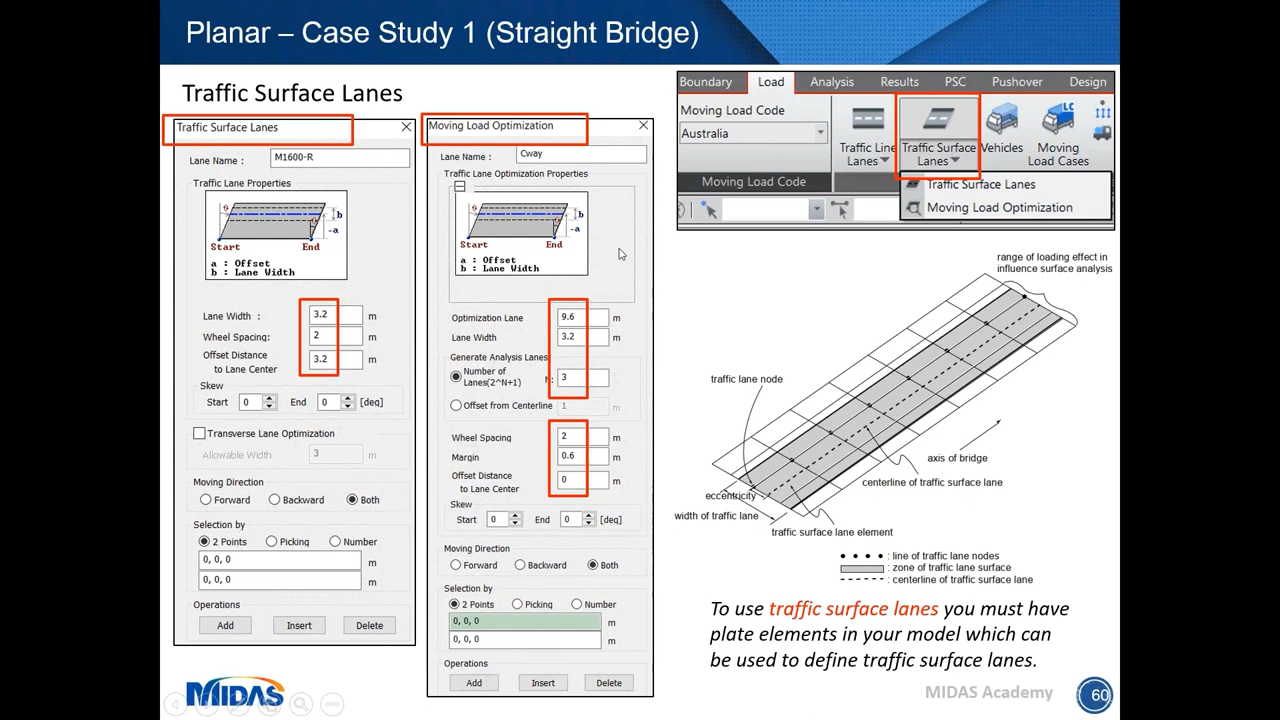 Planar – Case Study 1 (Straight Bridge)
Traffic Surface Lanes
Traffic Surface Lanes
Lane Name :
M1600-R
Traffic Lane Properties
b
-a
Start
End
a : Offset
b : Lane Width
Lane Width :
3.2
m
Wheel Spacing:
2
m
Offset Distance
to Lane Center
3.2
m
Skew
Start
0
End
0
[deg]
Transverse Lane Optimization
Allowable Width
3
m
Moving Direction
Forward
Backward
Both
Selection by
2 Points
Picking
Number
0, 0, 0
0, 0, 0
m
Operations
Add
Insert
Delete
Moving Load Optimization
Lane Name :
Cway
Traffic Lane Optimization Properties
b
-a
Start
End
a : Offset
b : Lane Width
Optimization Lane
9.6
m
Lane Width
3.2
m
Generate Analysis Lanes
Number of
Lanes(2^N+1)
N:
3
Offset from Centerline
1
m
Wheel Spacing
2
m
Margin
0.6
m
Offset Distance
to Lane Center
0
m
Skew
Start
0
End
0
[deg]
Moving Direction
Forward
Backward
Both
Selection by
2 Points
Picking
Number
0, 0, 0
m
0, 0, 0
m
Operations
Add
Insert
Delete
Boundary
Load
Analysis
Results
PSC
Pushover
Design
Moving Load Code
Australia
Moving Load Code
Traffic Line
Lanes
Traffic Surface
Lanes
Vehicles
LC
Moving
Load Cases
Traffic Surface Lanes
Moving Load Optimization
range of loading effect in
influence surface analysis
traffic lane node
axis of bridge
centerline of traffic surface lane
eccentricity
width of traffic lane
traffic surface lane element
: line of traffic lane nodes
: zone of traffic lane surface
: centerline of traffic surface lane
To use traffic surface lanes you must have
plate elements in your model which can
be used to define traffic surface lanes.
MIDAS
MIDAS Academy
60